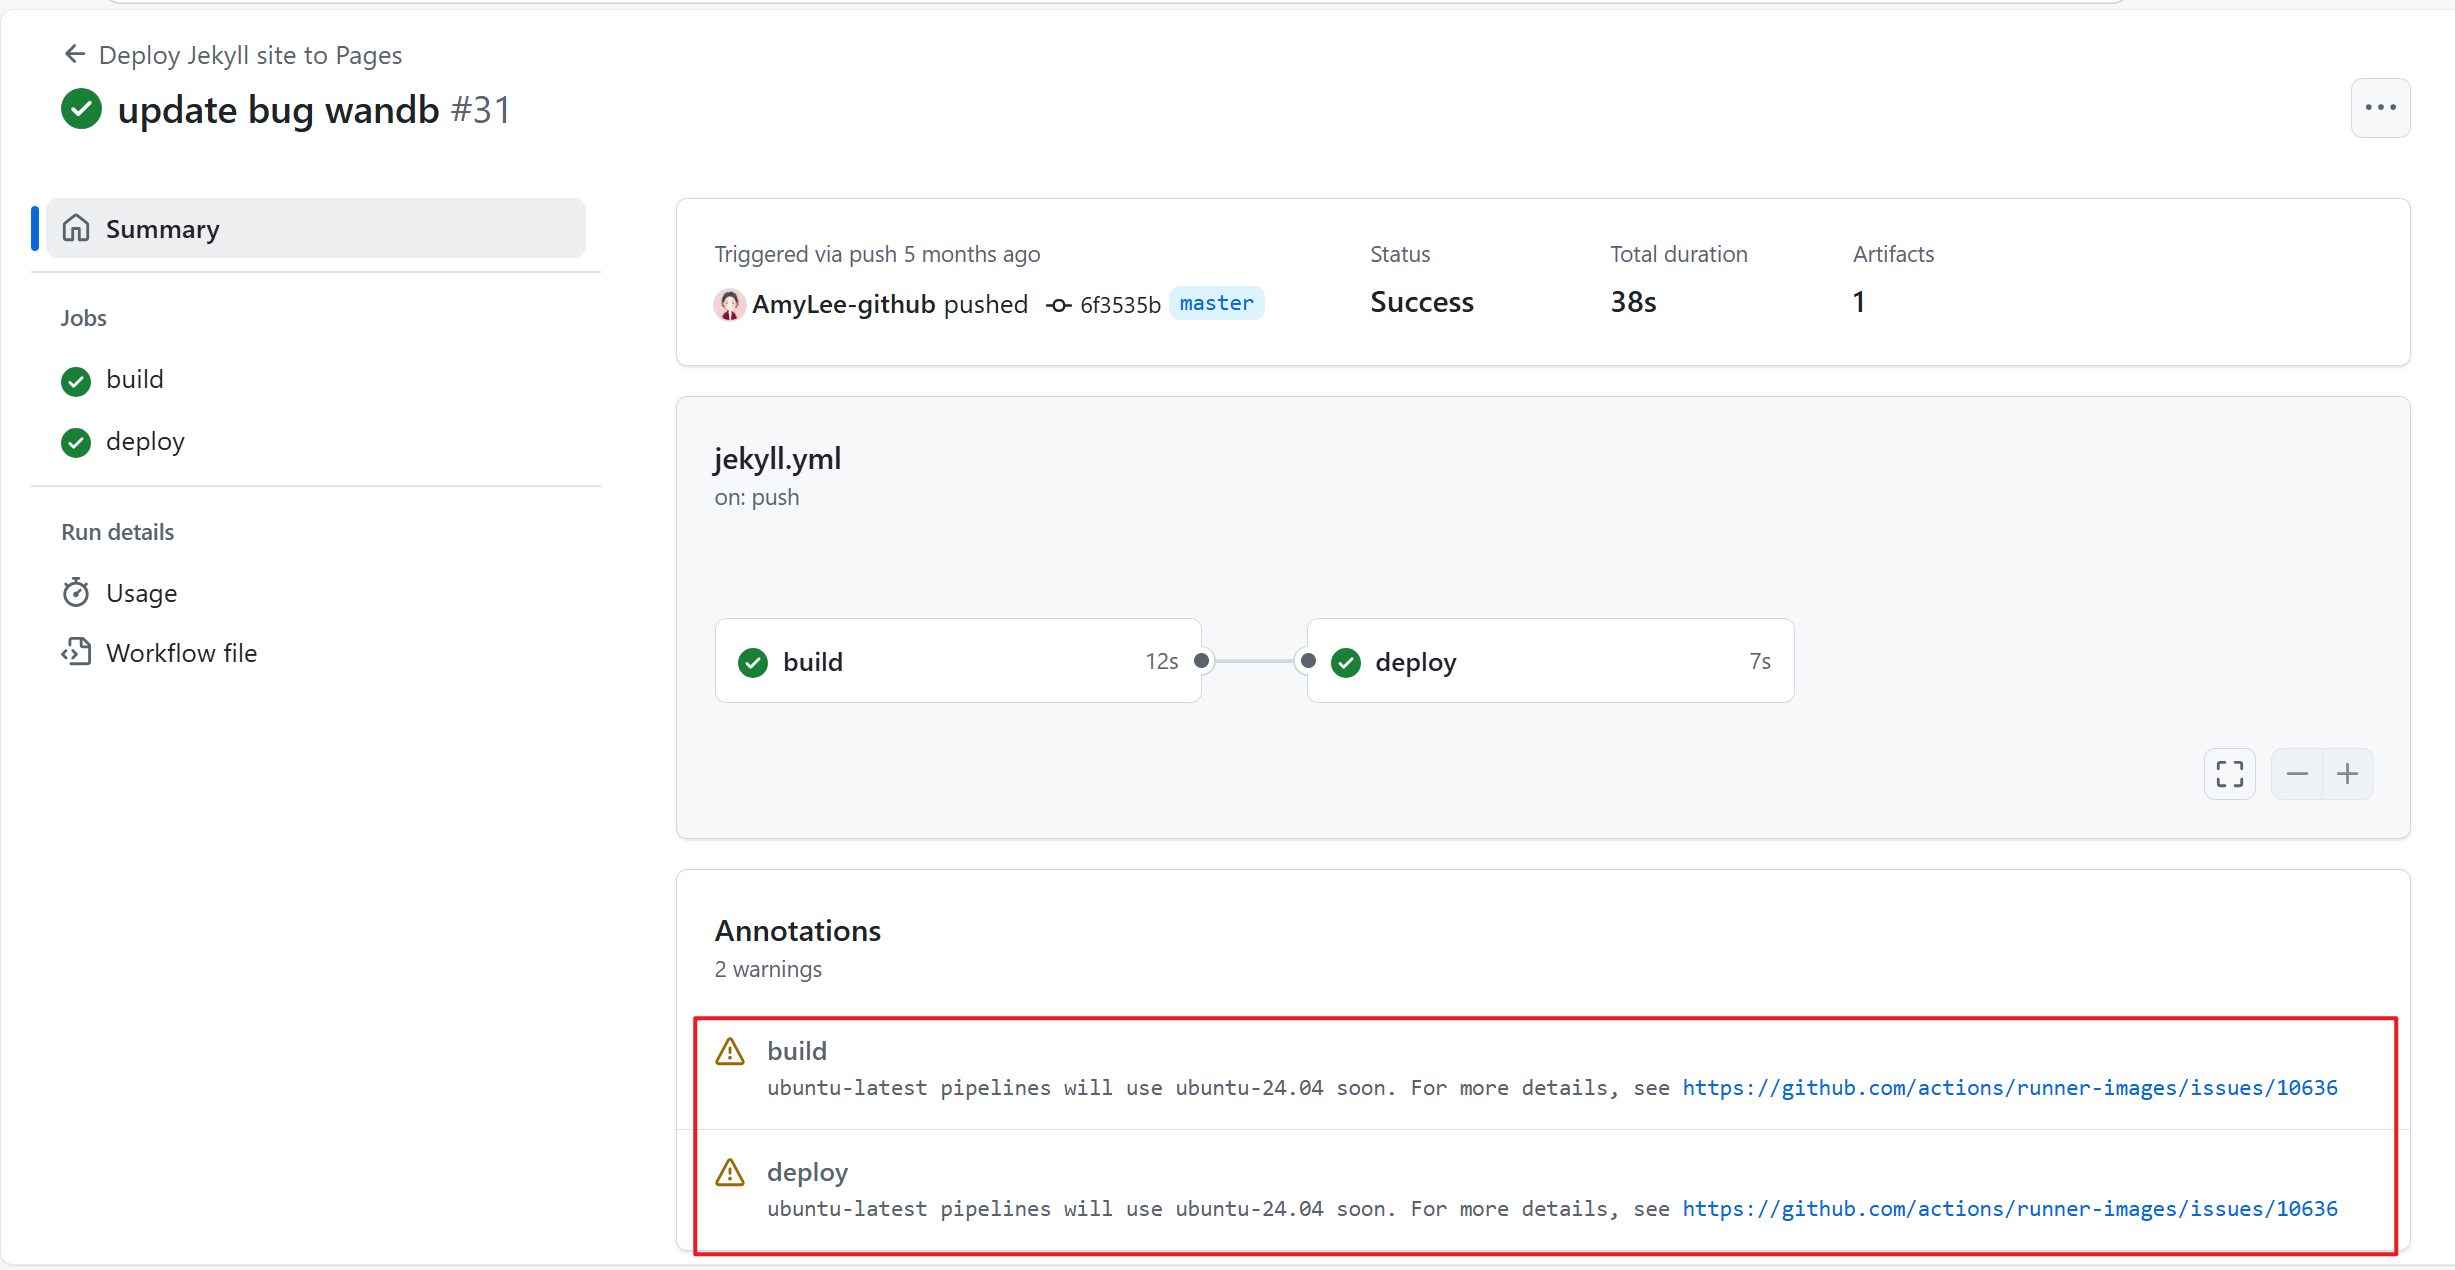 Deploy Jekyll site to Pages
update bug wandb #31
Summary
Jobs
build
deploy
Run details
Usage
Workflow file
Triggered via push 5 months ago
AmyLee-github pushed 6f3535b master
Status
Success
Total duration
38s
Artifacts
1
jekyll.yml
on: push
build 12s
deploy 7s
Annotations
2 warnings
build
ubuntu-latest pipelines will use ubuntu-24.04 soon. For more details, see https://github.com/actions/runner-images/issues/10636
deploy
ubuntu-latest pipelines will use ubuntu-24.04 soon. For more details, see https://github.com/actions/runner-images/issues/10636